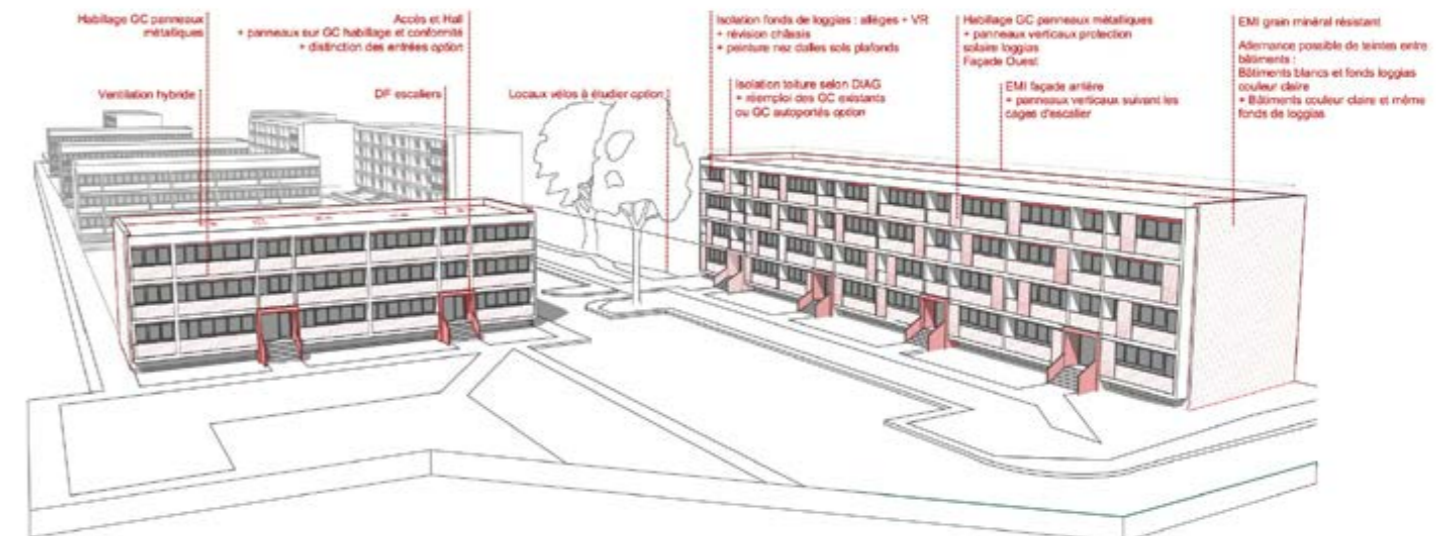 Habillage GC panneaux
métalliques
Ventilation hybride
Accès et Hall
+ panneaux sur GC habillage et conformité
+ distinction des entrées option
DF escaliers
Locaux vélos à étudier option
Isolation fonds de loggias : allèges + VR
+ révision châssis
+ peinture nez dalles sols plafonds
Isolation toiture selon DIAG
+ réemploi des GC existants
ou GC autoportés option
Habillage GC panneaux métalliques
+ panneaux verticaux protection
solaire loggias
Façade Ouest
EMI façade arrière
+ panneaux verticaux suivant les
cages d'escalier
EMI grain minéral résistant
Alternance possible de teintes entre
bâtiments :
Bâtiments blancs et fonds loggias
couleur claire
+ Bâtiments couleur claire et même
fonds de loggias